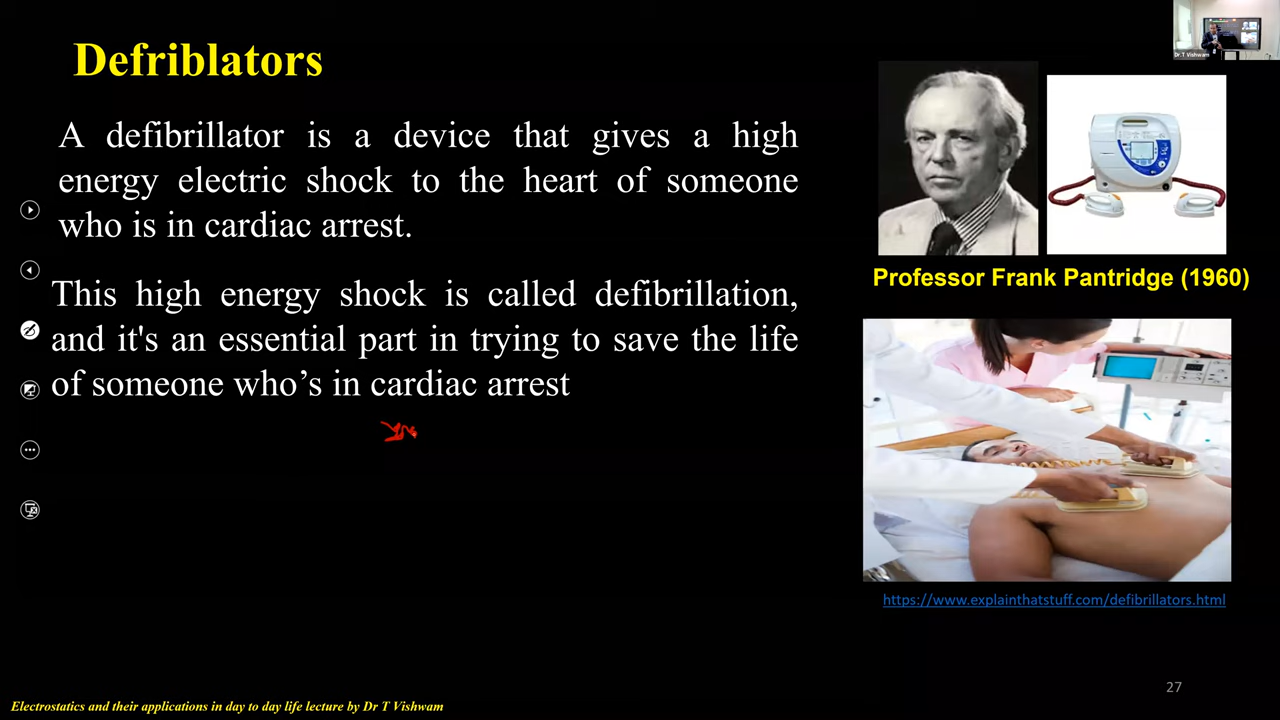 Defriblators
A defibrillator is a device that gives a high
energy electric shock to the heart of someone
who is in cardiac arrest.
This high energy shock is called defibrillation,
and it's an essential part in trying to save the life
of someone who’s in cardiac arrest
Dr.T Vishwam
Professor Frank Pantridge (1960)
https://www.explainthatstuff.com/defibrillators.html
27
Electrostatics and their applications in day to day life lecture by Dr T Vishwam